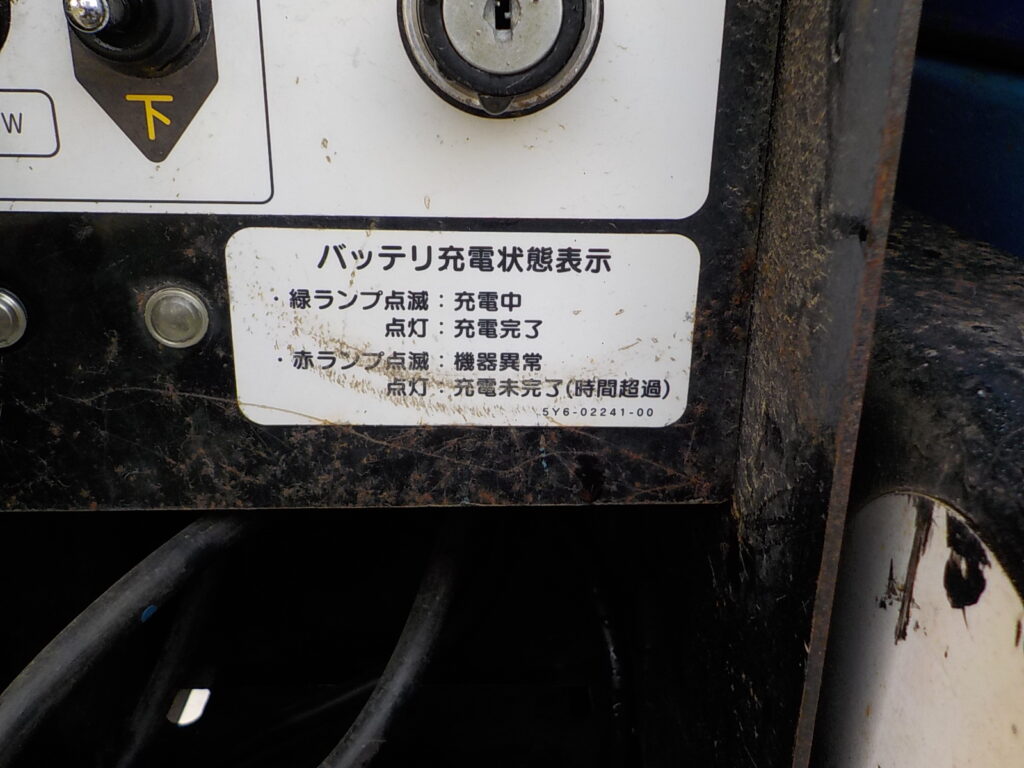 下
W
バッテリ充電状態表示
・緑ランプ点滅：充電中
点灯：充電完了
・赤ランプ点滅：機器異常
点灯：充電未完了(時間超過)
5Y6-02241-00